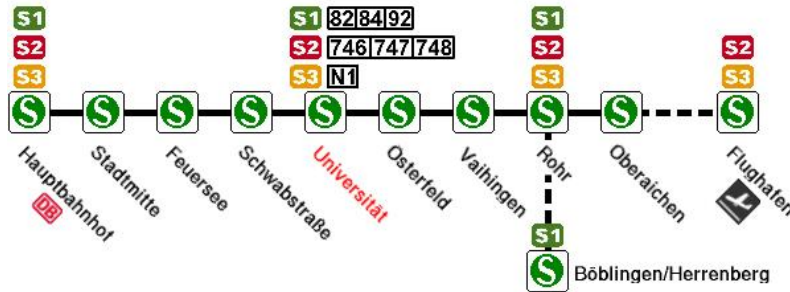 S1 S1 82 84 92 S1
S2 S2 746 747 748 S2 S2
S3 S3 N1 S3 S3
S S S S S S S S S S
Hauptbahnhof Stadtmitte Feuersee Schwabstraße Universität Österfeld Vaihingen Rohr Oberaichen Flughafen
DB
S1
S Böblingen/Herrenberg